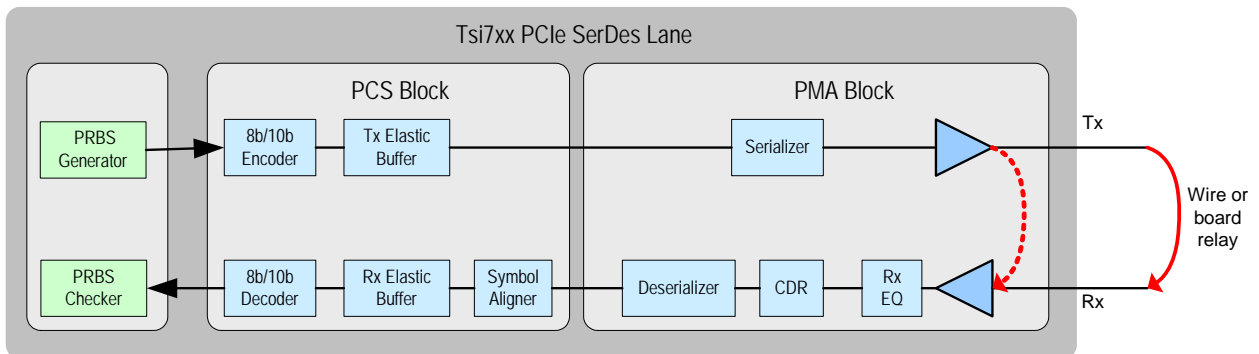 Tsi7xx PCIe SerDes Lane
PCS Block
PMA Block
PRBS
Generator
8b/10b
Encoder
Tx Elastic
Buffer
Serializer
Tx
Wire or
board
relay
PRBS
Checker
8b/10b
Decoder
Rx Elastic
Buffer
Symbol
Aligner
Deserializer
CDR
Rx
EQ
Rx